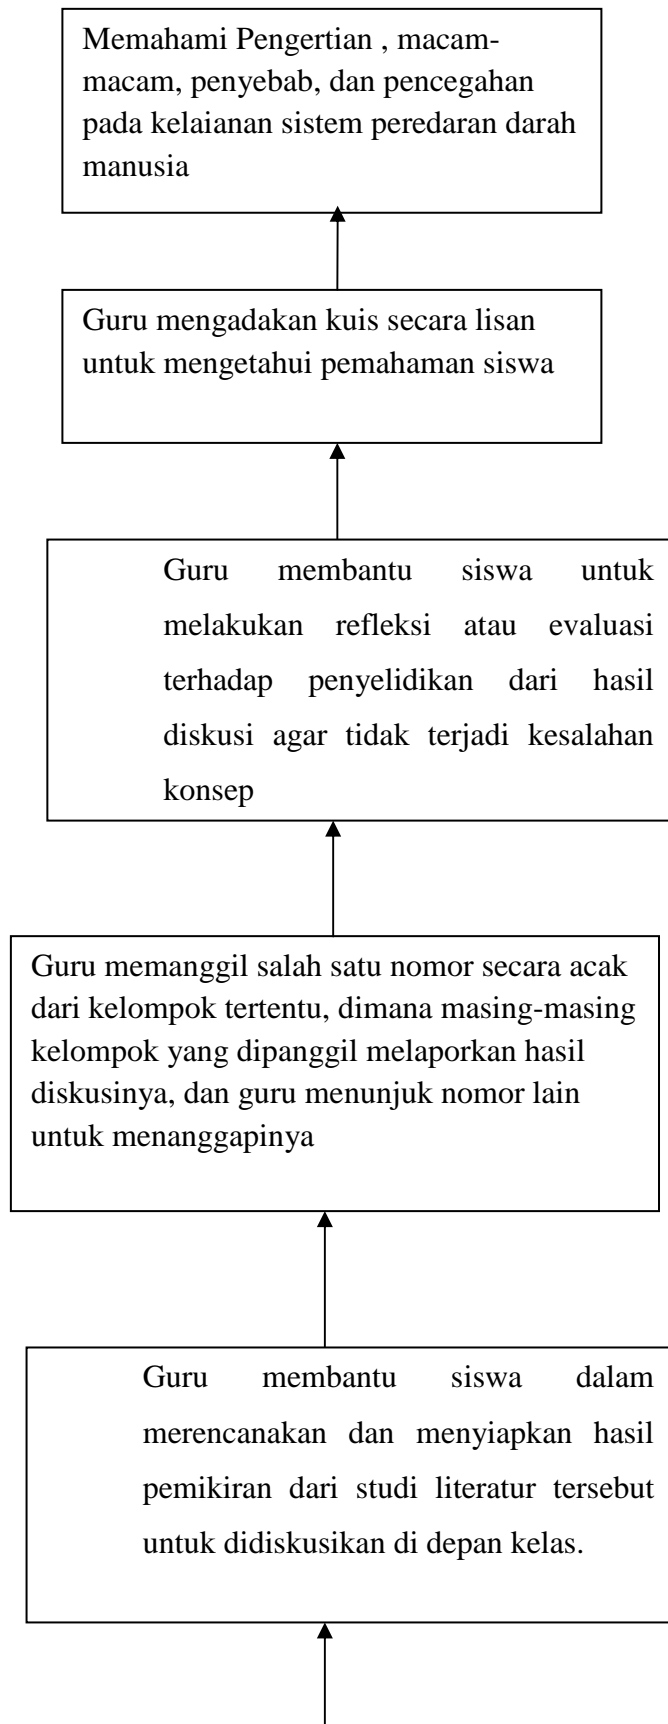 Memahami Pengertian , macam-
macam, penyebab, dan pencegahan
pada kelaianan sistem peredaran darah
manusia
Guru mengadakan kuis secara lisan
untuk mengetahui pemahaman siswa
Guru membantu siswa untuk
melakukan refleksi atau evaluasi
terhadap penyelidikan dari hasil
diskusi agar tidak terjadi kesalahan
konsep
Guru memanggil salah satu nomor secara acak
dari kelompok tertentu, dimana masing-masing
kelompok yang dipanggil melaporkan hasil
diskusinya, dan guru menunjuk nomor lain
untuk menanggapinya
Guru membantu siswa dalam
merencanakan dan menyiapkan hasil
pemikiran dari studi literatur tersebut
untuk didiskusikan di depan kelas.